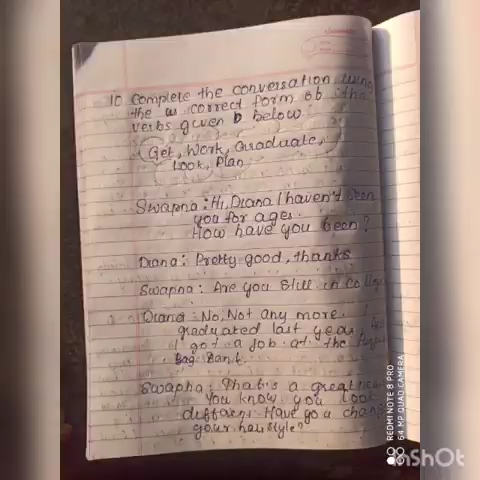 10 Complete the conversation using
the correct form ob the
verbs given below.
Get, Work, Graduate,
Look, Plan
Swapna: Hi, Diana I haven't seen
you for ages.
How have you been?
Diana: Pretty good, thanks
Swapna: Are you still in
Diana: No, Not any more. I
graduated last year,
I got a job at the
Bank
Swapna: That's a great
You know you look
Have you
your hairstyle?
REDMI NOTE 8 PRO
64 MP QUAD CAMERA